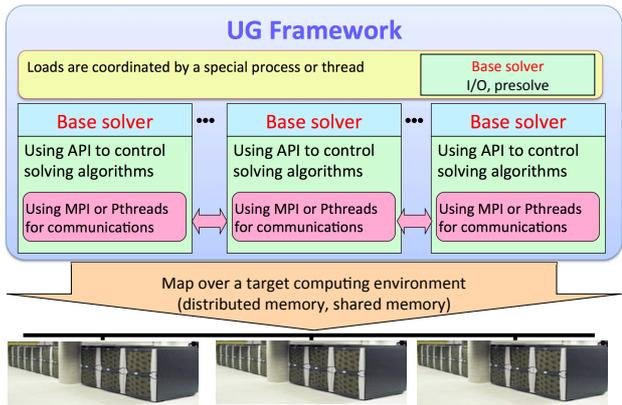 UG Framework
Loads are coordinated by a special process or thread
Base solver
I/O, presolve
Base solver
•••
Base solver
•••
Base solver
Using API to control
solving algorithms
Using MPI or Pthreads
for communications
Using API to control
solving algorithms
Using MPI or Pthreads
for communications
Using API to control
solving algorithms
Using MPI or Pthreads
for communications
Map over a target computing environment
(distributed memory, shared memory)